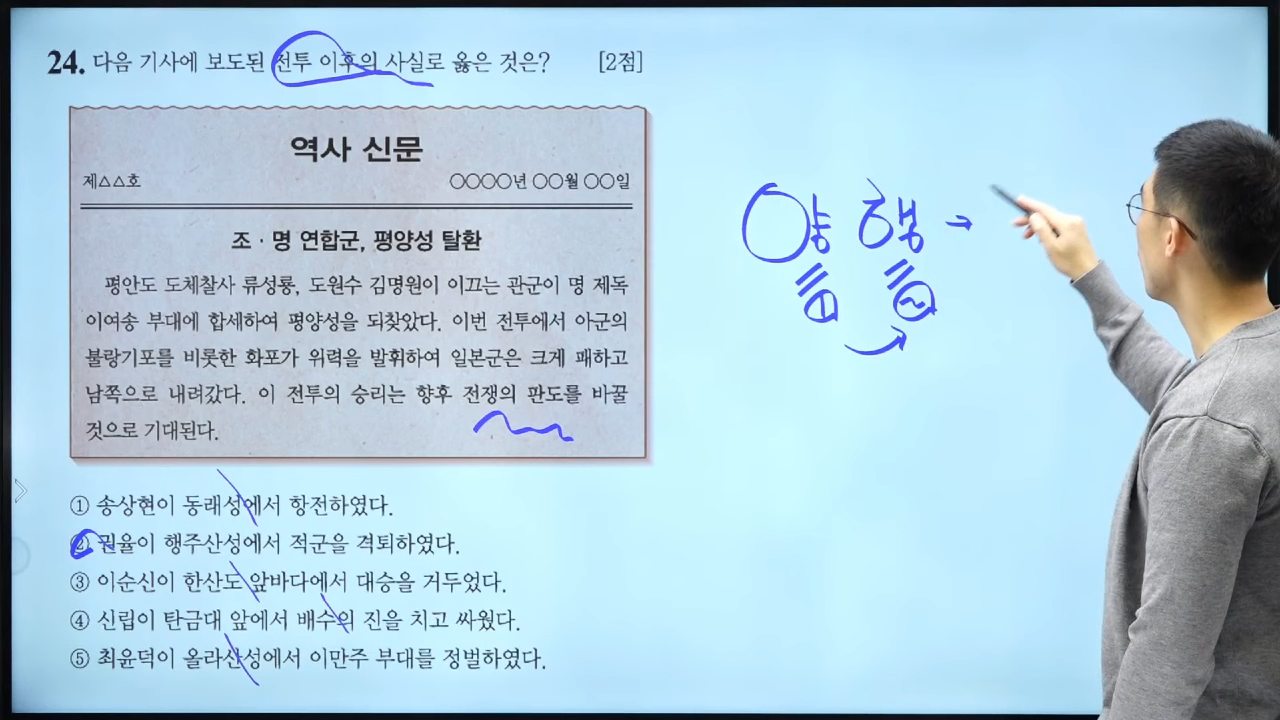 24. 다음 기사에 보도된 전투 이후의 사실로 옳은 것은? [2점]
역사 신문
제△△호 ○○○○년 ○○월 ○○일
조·명 연합군, 평양성 탈환
평안도 도체찰사 류성룡, 도원수 김명원이 이끄는 관군이 명 제독
이여송 부대에 합세하여 평양성을 되찾았다. 이번 전투에서 아군의
불랑기포를 비롯한 화포가 위력을 발휘하여 일본군은 크게 패하고
남쪽으로 내려갔다. 이 전투의 승리는 향후 전쟁의 판도를 바꿀
것으로 기대된다.
① 송상현이 동래성에서 항전하였다.
② 권율이 행주산성에서 적군을 격퇴하였다.
③ 이순신이 한산도 앞바다에서 대승을 거두었다.
④ 신립이 탄금대 앞에서 배수의 진을 치고 싸웠다.
⑤ 최윤덕이 올라산성에서 이만주 부대를 정벌하였다.
양 행 →